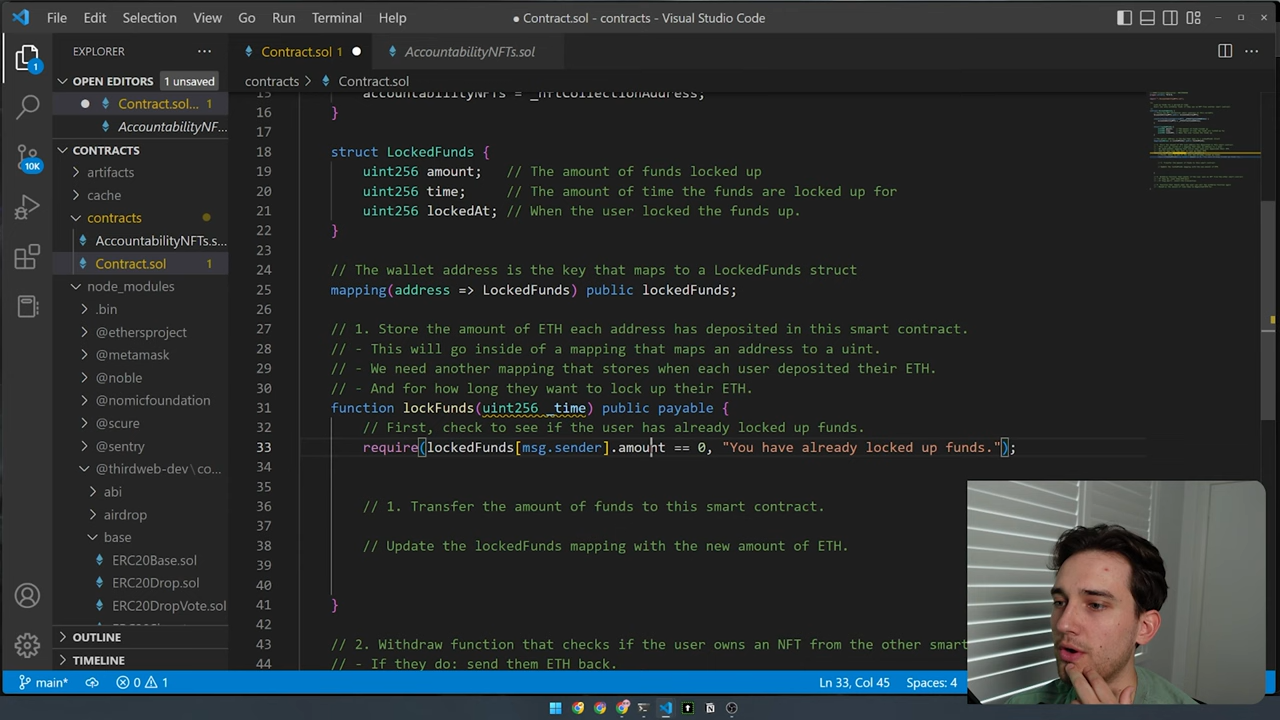 File Edit Selection View Go Run Terminal Help
● Contract.sol - contracts - Visual Studio Code
EXPLORER ...
Contract.sol 1 ●
AccountabilityNFTs.sol
OPEN EDITORS 1 unsaved
● Contract.sol... 1
AccountabilityNF...
CONTRACTS
artifacts
cache
contracts
AccountabilityNFTs.s...
Contract.sol 1
node_modules
.bin
@ethersproject
@metamask
@noble
@nomicfoundation
@scure
@sentry
@thirdweb-dev\cont...
abi
airdrop
base
ERC20Base.sol
ERC20Drop.sol
ERC20DropVote.sol
OUTLINE
TIMELINE
1
10K
contracts > Contract.sol
15 accountabilityNFTs = _nftCollectionAddress;
16 }
17
18 struct LockedFunds {
19 uint256 amount; // The amount of funds locked up
20 uint256 time; // The amount of time the funds are locked up for
21 uint256 lockedAt; // When the user locked the funds up.
22 }
23
24 // The wallet address is the key that maps to a LockedFunds struct
25 mapping(address => LockedFunds) public lockedFunds;
26
27 // 1. Store the amount of ETH each address has deposited in this smart contract.
28 // - This will go inside of a mapping that maps an address to a uint.
29 // - We need another mapping that stores when each user deposited their ETH.
30 // - And for how long they want to lock up their ETH.
31 function lockFunds(uint256 _time) public payable {
32 // First, check to see if the user has already locked up funds.
33 require(lockedFunds[msg.sender].amount == 0, "You have already locked up funds.");
34
35
36 // 1. Transfer the amount of funds to this smart contract.
37
38 // Update the lockedFunds mapping with the new amount of ETH.
39
40
41 }
42
43 // 2. Withdraw function that checks if the user owns an NFT from the other smart
44 // - If they do: send them ETH back.
main* 0 1 Ln 33, Col 45 Spaces: 4